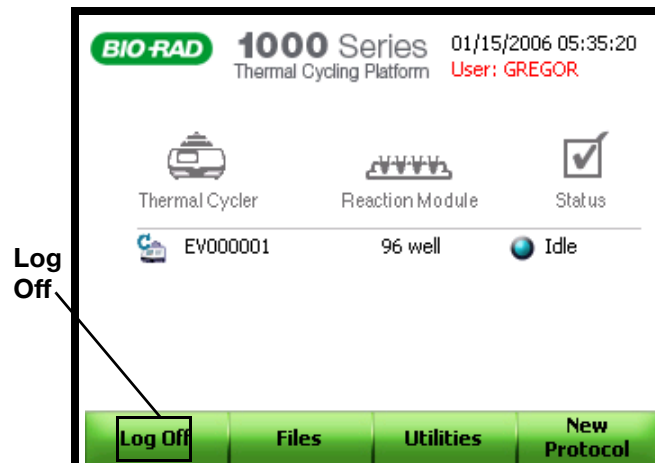 BIO-RAD
1000 Series
Thermal Cycling Platform
01/15/2006 05:35:20
User: GREGOR
Thermal Cycler
Reaction Module
Status
EV000001
96 well
Idle
Log
Off
Log Off
Files
Utilities
New
Protocol